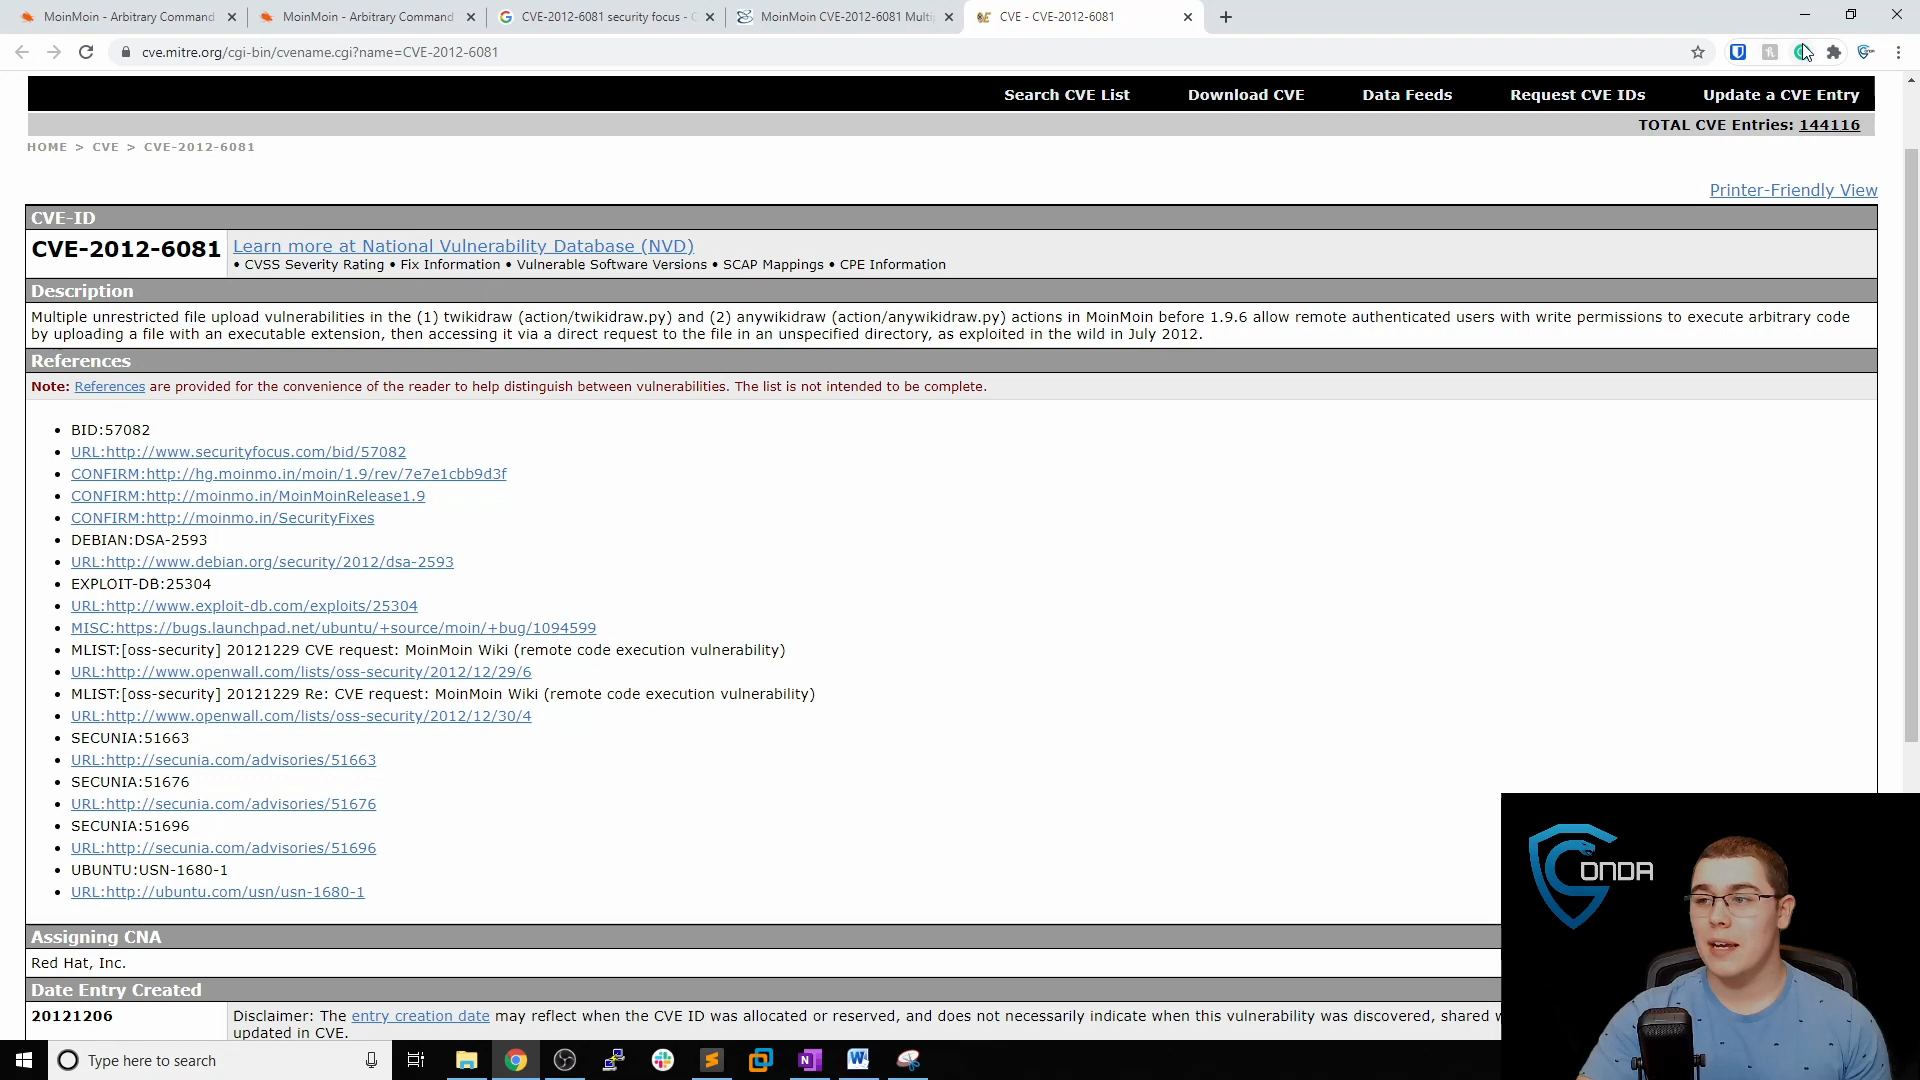 MoinMoin - Arbitrary Command
MoinMoin - Arbitrary Command
CVE-2012-6081 security focus -
MoinMoin CVE-2012-6081 Multi
CVE - CVE-2012-6081
cve.mitre.org/cgi-bin/cvename.cgi?name=CVE-2012-6081
Search CVE List
Download CVE
Data Feeds
Request CVE IDs
Update a CVE Entry
TOTAL CVE Entries: 144116
HOME > CVE > CVE-2012-6081
Printer-Friendly View
CVE-ID
CVE-2012-6081
Learn more at National Vulnerability Database (NVD)
• CVSS Severity Rating • Fix Information • Vulnerable Software Versions • SCAP Mappings • CPE Information
Description
Multiple unrestricted file upload vulnerabilities in the (1) twikidraw (action/twikidraw.py) and (2) anywikidraw (action/anywikidraw.py) actions in MoinMoin before 1.9.6 allow remote authenticated users with write permissions to execute arbitrary code
by uploading a file with an executable extension, then accessing it via a direct request to the file in an unspecified directory, as exploited in the wild in July 2012.
References
Note: References are provided for the convenience of the reader to help distinguish between vulnerabilities. The list is not intended to be complete.
• BID:57082
• URL:http://www.securityfocus.com/bid/57082
• CONFIRM:http://hg.moinmo.in/moin/1.9/rev/7e7e1cbb9d3f
• CONFIRM:http://moinmo.in/MoinMoinRelease1.9
• CONFIRM:http://moinmo.in/SecurityFixes
• DEBIAN:DSA-2593
• URL:http://www.debian.org/security/2012/dsa-2593
• EXPLOIT-DB:25304
• URL:http://www.exploit-db.com/exploits/25304
• MISC:https://bugs.launchpad.net/ubuntu/+source/moin/+bug/1094599
• MLIST:[oss-security] 20121229 CVE request: MoinMoin Wiki (remote code execution vulnerability)
• URL:http://www.openwall.com/lists/oss-security/2012/12/29/6
• MLIST:[oss-security] 20121229 Re: CVE request: MoinMoin Wiki (remote code execution vulnerability)
• URL:http://www.openwall.com/lists/oss-security/2012/12/30/4
• SECUNIA:51663
• URL:http://secunia.com/advisories/51663
• SECUNIA:51676
• URL:http://secunia.com/advisories/51676
• SECUNIA:51696
• URL:http://secunia.com/advisories/51696
• UBUNTU:USN-1680-1
• URL:http://ubuntu.com/usn/usn-1680-1
Assigning CNA
Red Hat, Inc.
Date Entry Created
20121206
Disclaimer: The entry creation date may reflect when the CVE ID was allocated or reserved, and does not necessarily indicate when this vulnerability was discovered, shared
updated in CVE.
CONDA
Type here to search